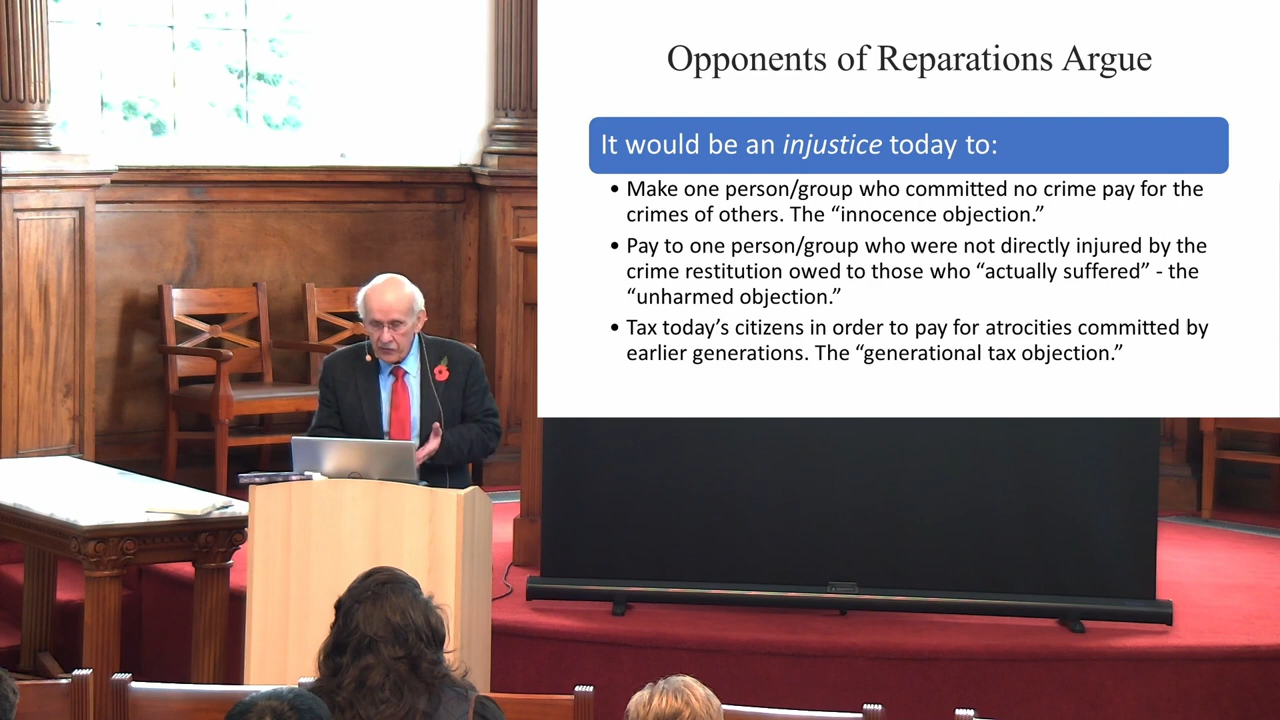 Opponents of Reparations Argue
It would be an injustice today to:
• Make one person/group who committed no crime pay for the
crimes of others. The “innocence objection.”
• Pay to one person/group who were not directly injured by the
crime restitution owed to those who “actually suffered” - the
“unharmed objection.”
• Tax today’s citizens in order to pay for atrocities committed by
earlier generations. The “generational tax objection.”